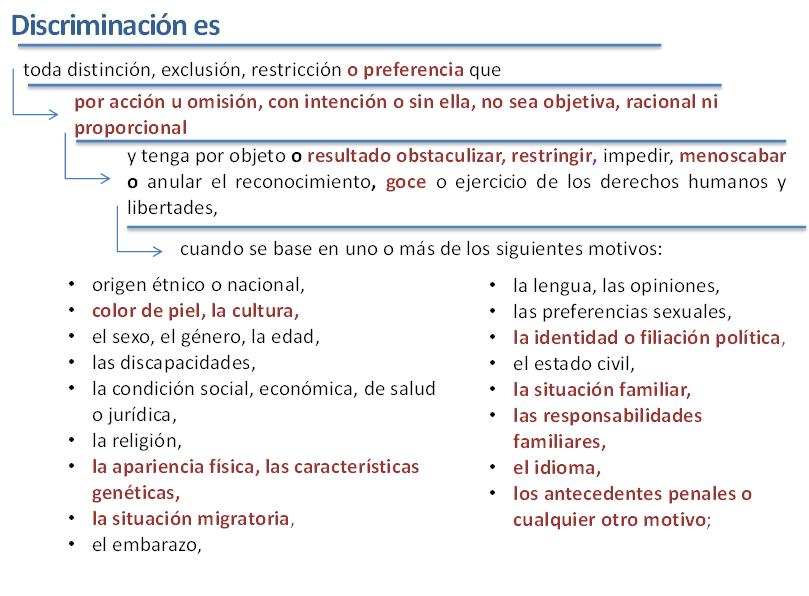 Discriminación es
toda distinción, exclusión, restricción o preferencia que
por acción u omisión, con intención o sin ella, no sea objetiva, racional ni
proporcional
y tenga por objeto o resultado obstaculizar, restringir, impedir, menoscabar
o anular el reconocimiento, goce o ejercicio de los derechos humanos y
libertades,
cuando se base en uno o más de los siguientes motivos:
• origen étnico o nacional,
• color de piel, la cultura,
• el sexo, el género, la edad,
• las discapacidades,
• la condición social, económica, de salud
o jurídica,
• la religión,
• la apariencia física, las características
genéticas,
• la situación migratoria,
• el embarazo,
• la lengua, las opiniones,
• las preferencias sexuales,
• la identidad o filiación política,
• el estado civil,
• la situación familiar,
• las responsabilidades
familiares,
• el idioma,
• los antecedentes penales o
cualquier otro motivo;